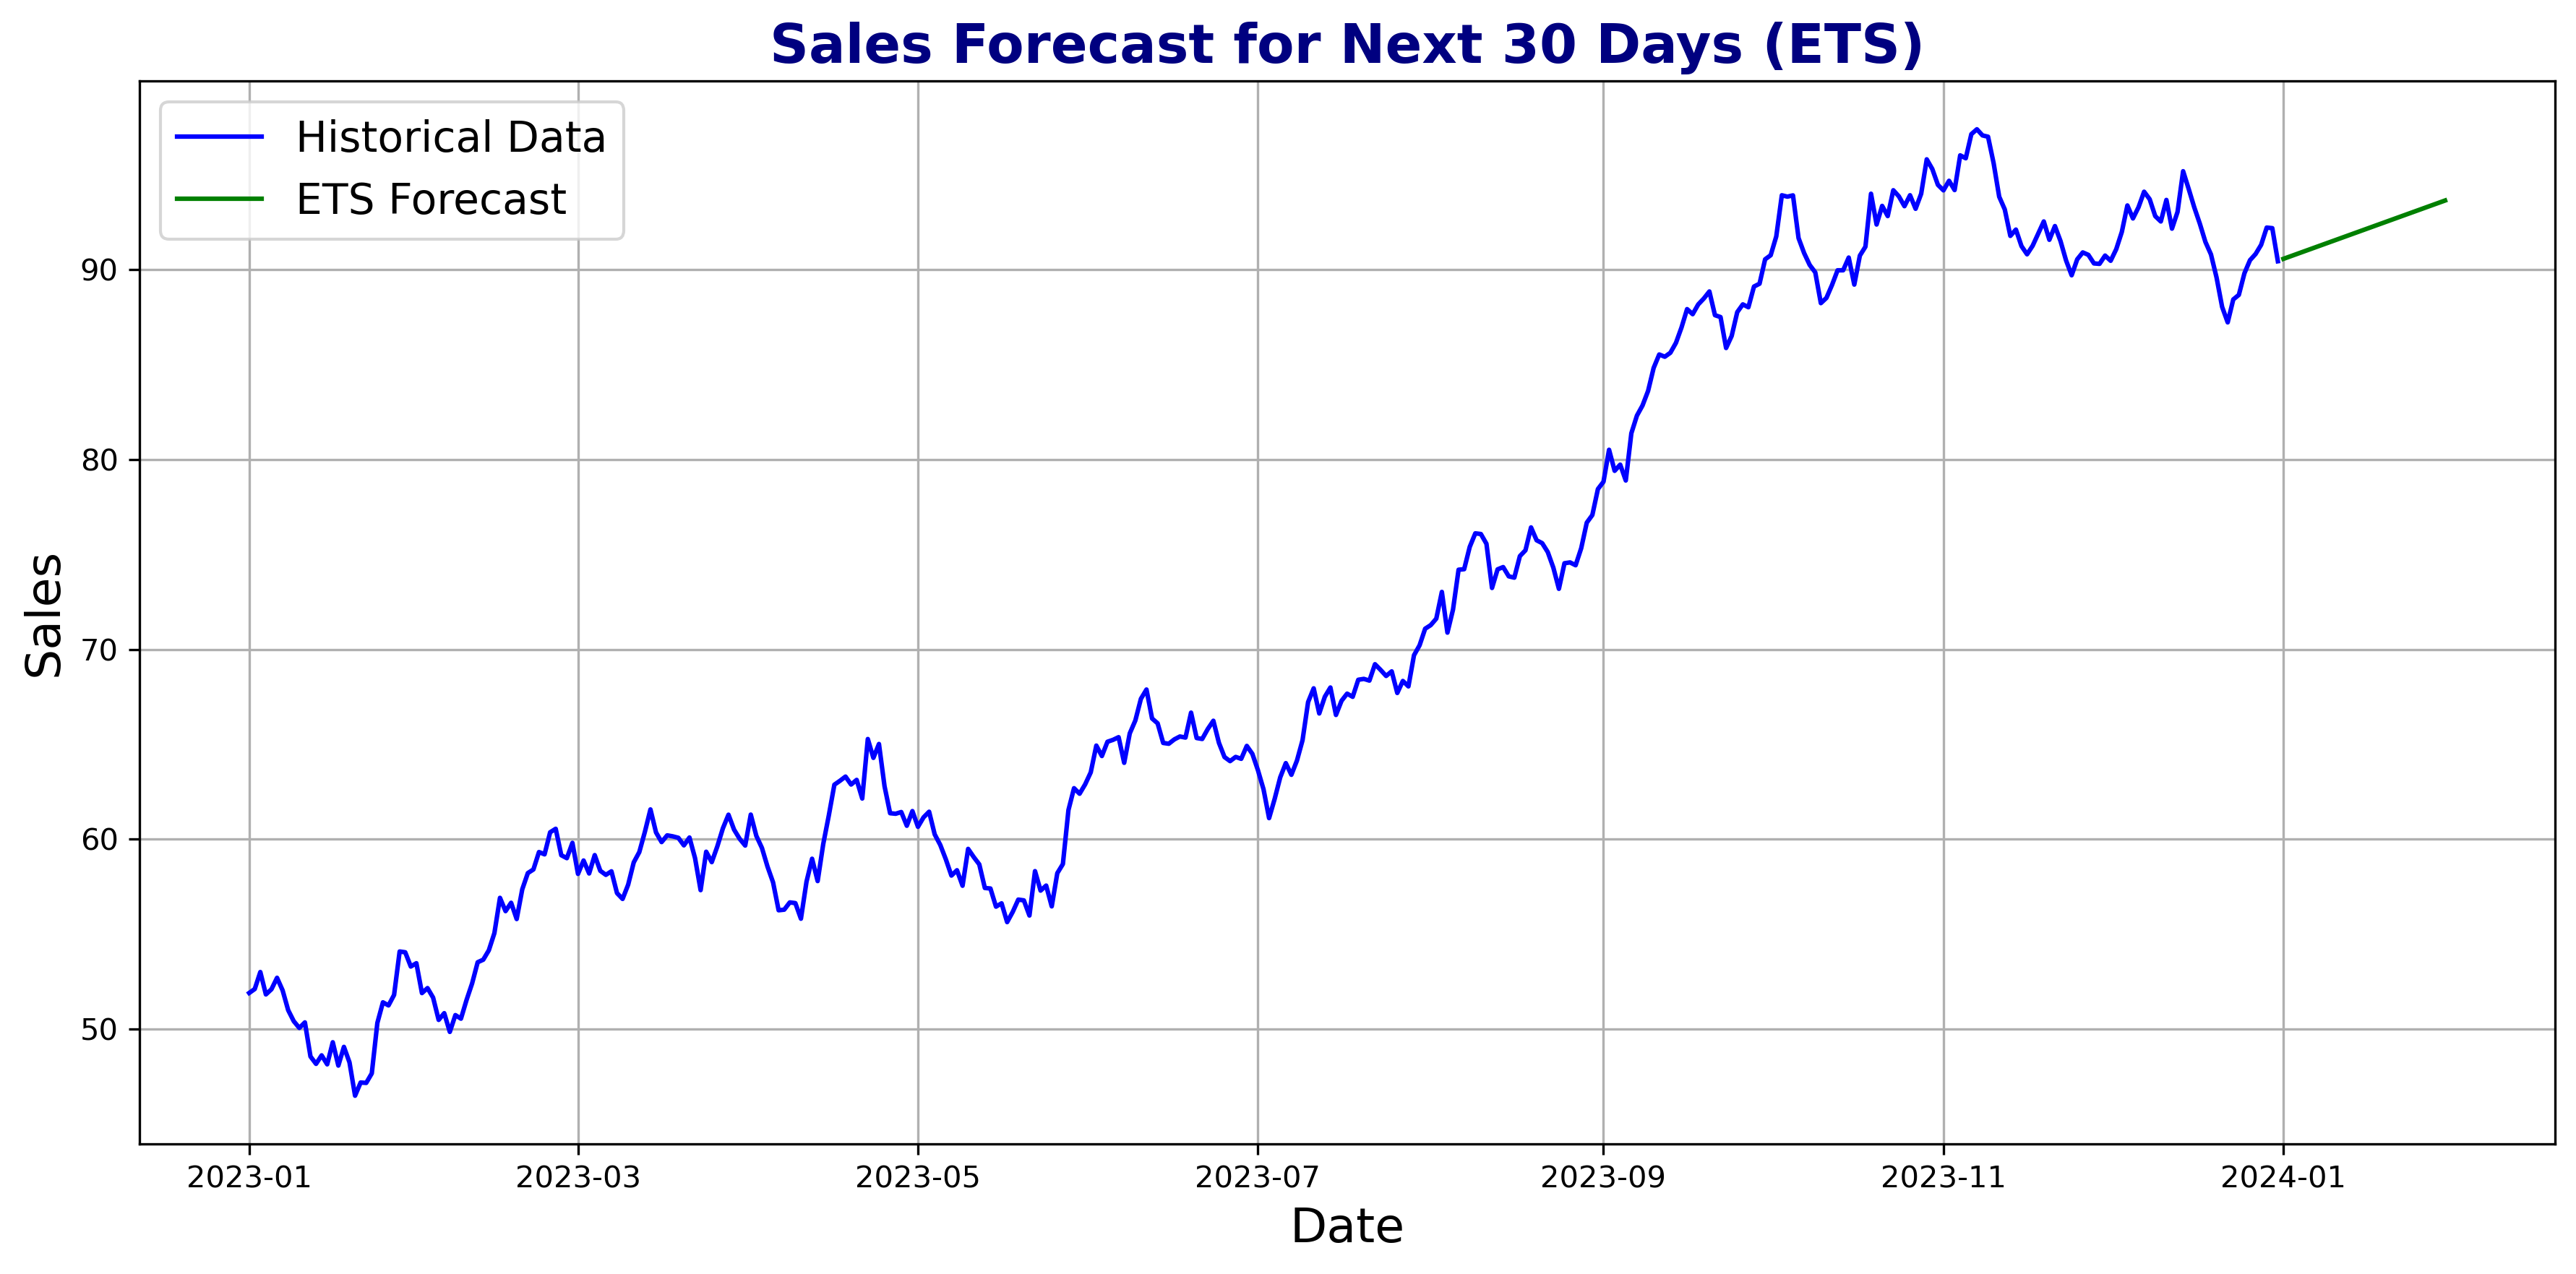 Sales Forecast for Next 30 Days (ETS)
Historical Data
ETS Forecast
90
80
70
60
50
Sales
2023-01 2023-03 2023-05 2023-07 2023-09 2023-11 2024-01
Date